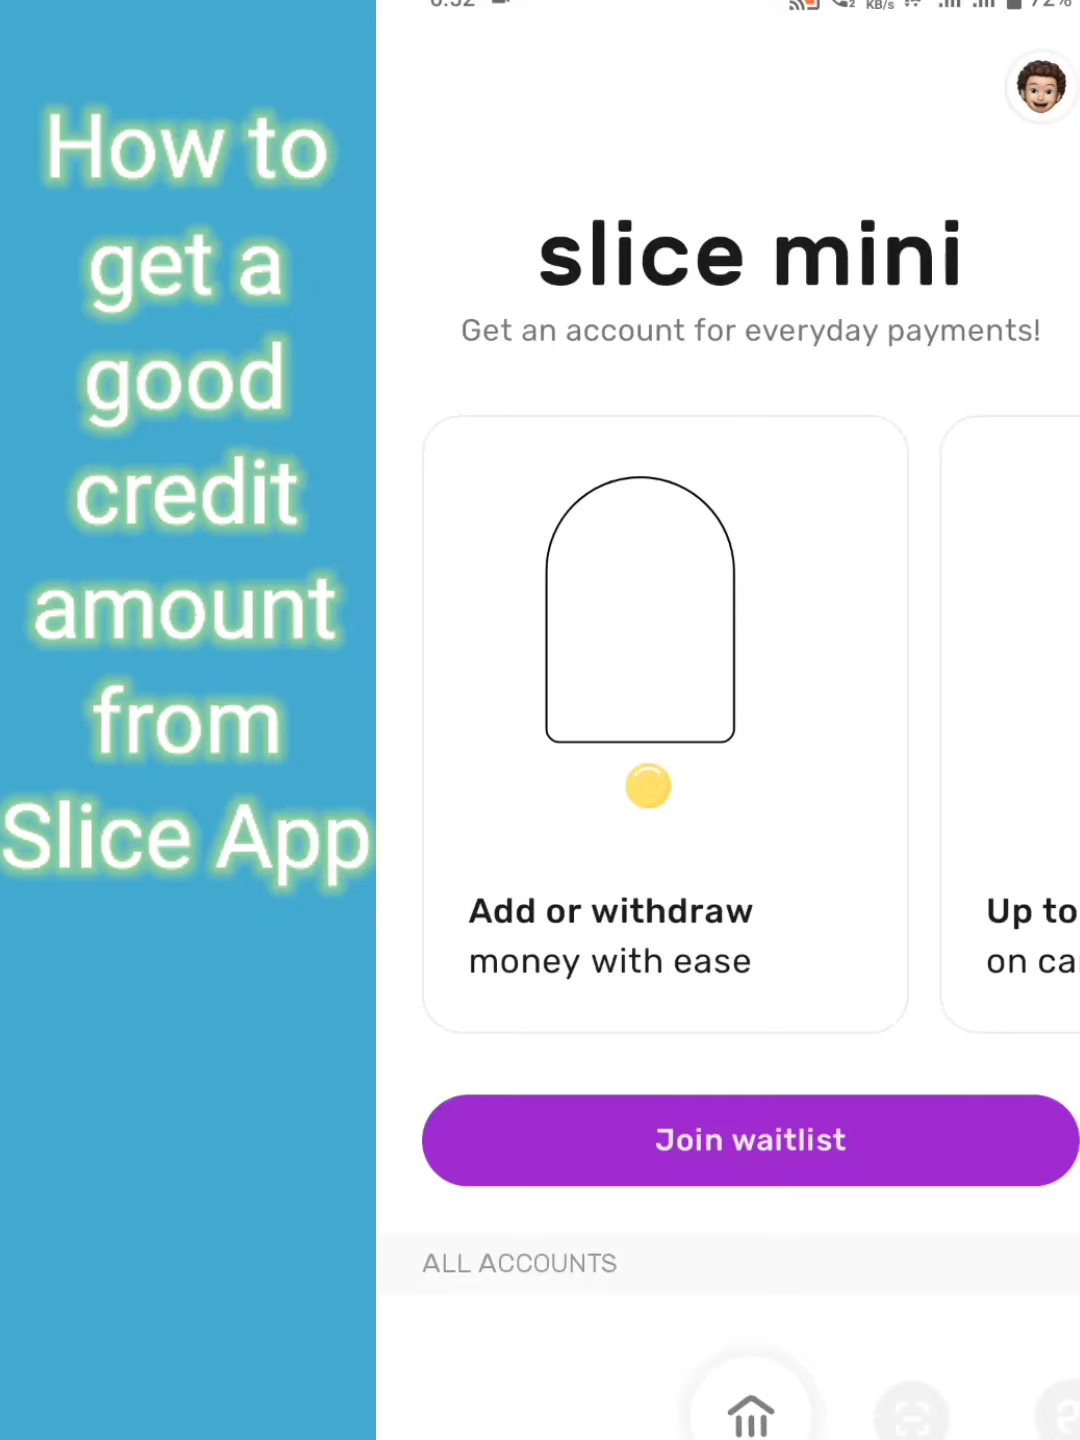 How to
get a
good
credit
amount
from
Slice App
KB/s
slice mini
Get an account for everyday payments!
Add or withdraw
money with ease
Up to
on
Join waitlist
ALL ACCOUNTS